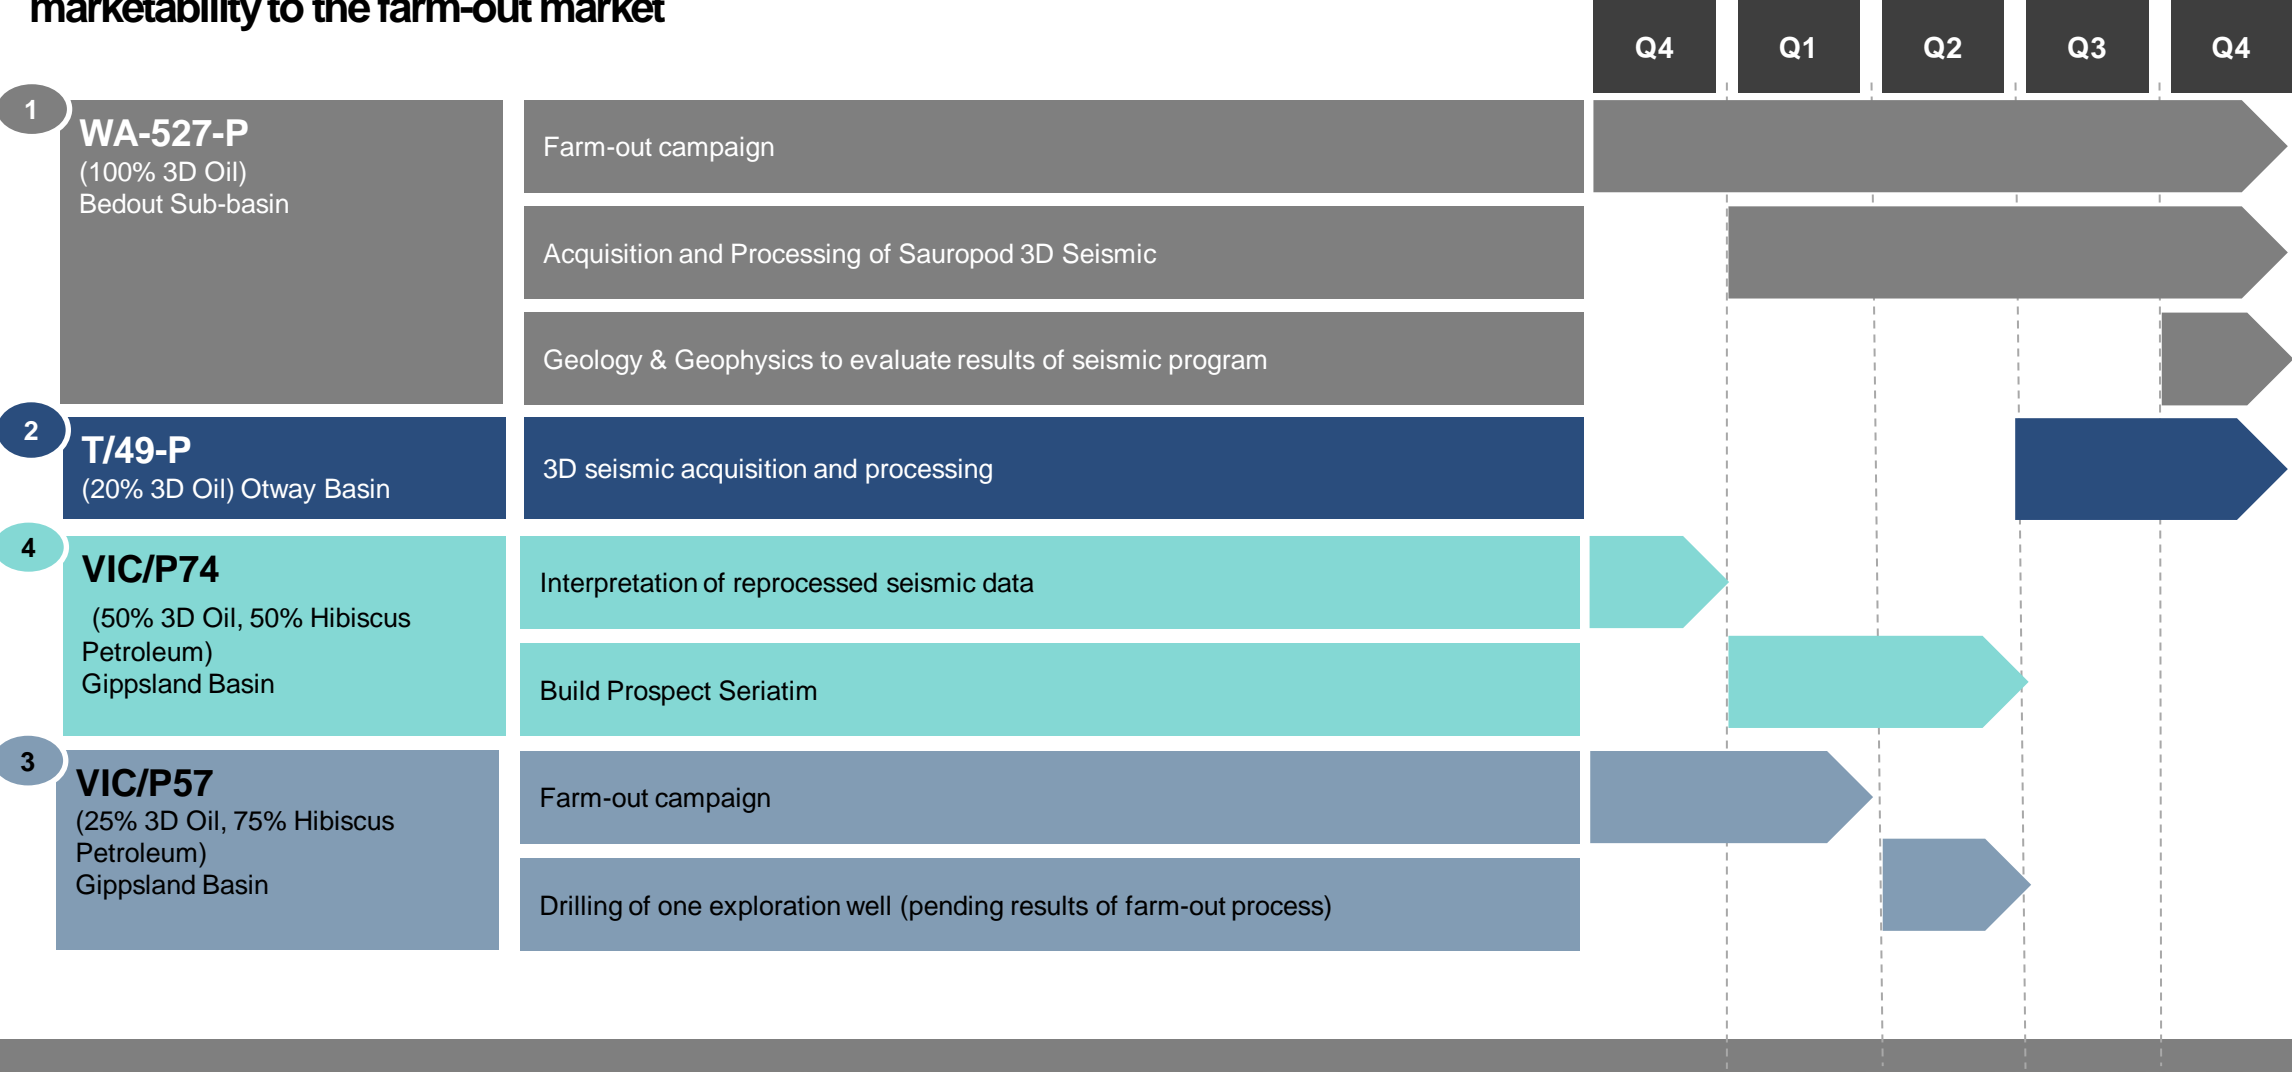 marketability to the farm-out market
Q4
Q1
Q2
Q3
Q4
1
WA-527-P
(100% 3D Oil)
Bedout Sub-basin
Farm-out campaign
Acquisition and Processing of Sauropod 3D Seismic
Geology & Geophysics to evaluate results of seismic program
2
T/49-P
(20% 3D Oil) Otway Basin
3D seismic acquisition and processing
4
VIC/P74
(50% 3D Oil, 50% Hibiscus
Petroleum)
Gippsland Basin
Interpretation of reprocessed seismic data
Build Prospect Seriatim
3
VIC/P57
(25% 3D Oil, 75% Hibiscus
Petroleum)
Gippsland Basin
Farm-out campaign
Drilling of one exploration well (pending results of farm-out process)